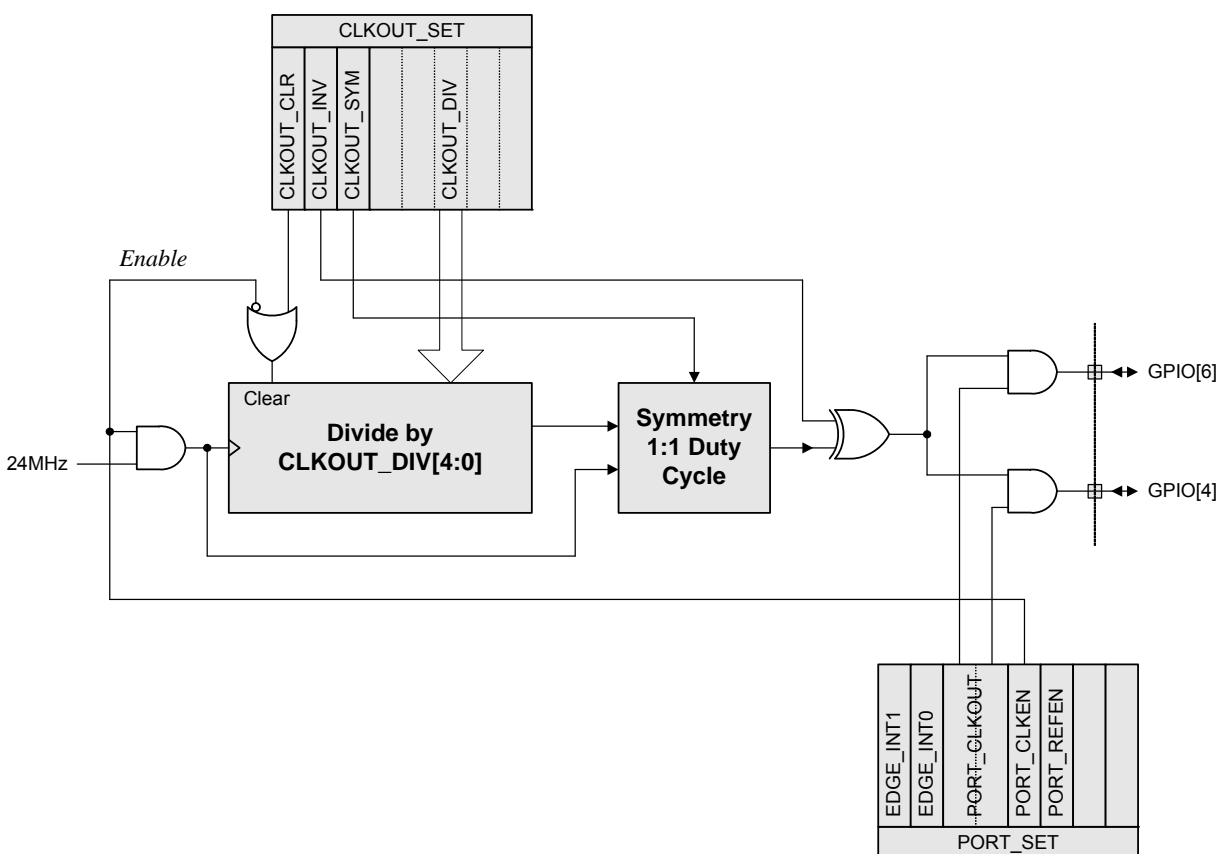 CLKOUT_SET
CLKOUT_CLR
CLKOUT_INV
CLKOUT_SYM
CLKOUT_DIV
Enable
Clear
Divide by
CLKOUT_DIV[4:0]
24MHz
Symmetry
1:1 Duty
Cycle
GPIO[6]
GPIO[4]
EDGE_INT1
EDGE_INT0
PORT_CLKOUT
PORT_CLKEN
PORT_REFEN
PORT_SET